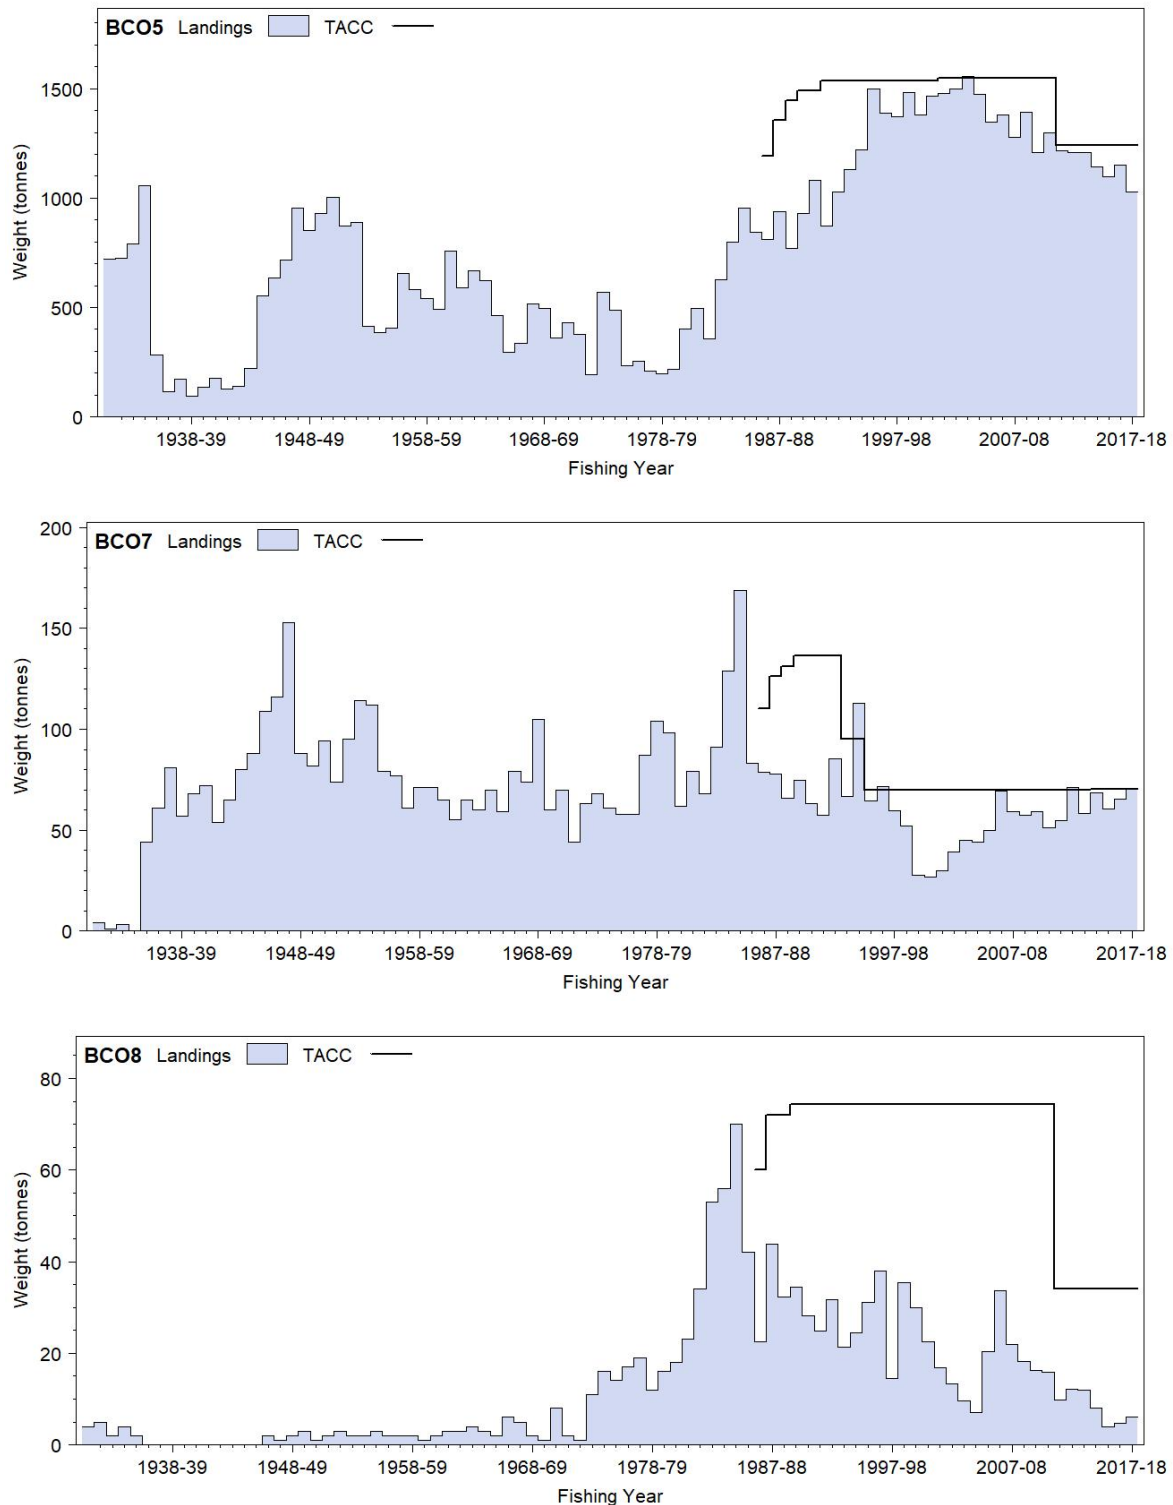 BCO5 Landings TACC
1500
1000
500
0
Weight (tonnes)
1938-39 1948-49 1958-59 1968-69 1978-79 1987-88 1997-98 2007-08 2017-18
Fishing Year
BCO7 Landings TACC
200
150
100
50
0
Weight (tonnes)
1938-39 1948-49 1958-59 1968-69 1978-79 1987-88 1997-98 2007-08 2017-18
Fishing Year
BCO8 Landings TACC
80
60
40
20
0
Weight (tonnes)
1938-39 1948-49 1958-59 1968-69 1978-79 1987-88 1997-98 2007-08 2017-18
Fishing Year